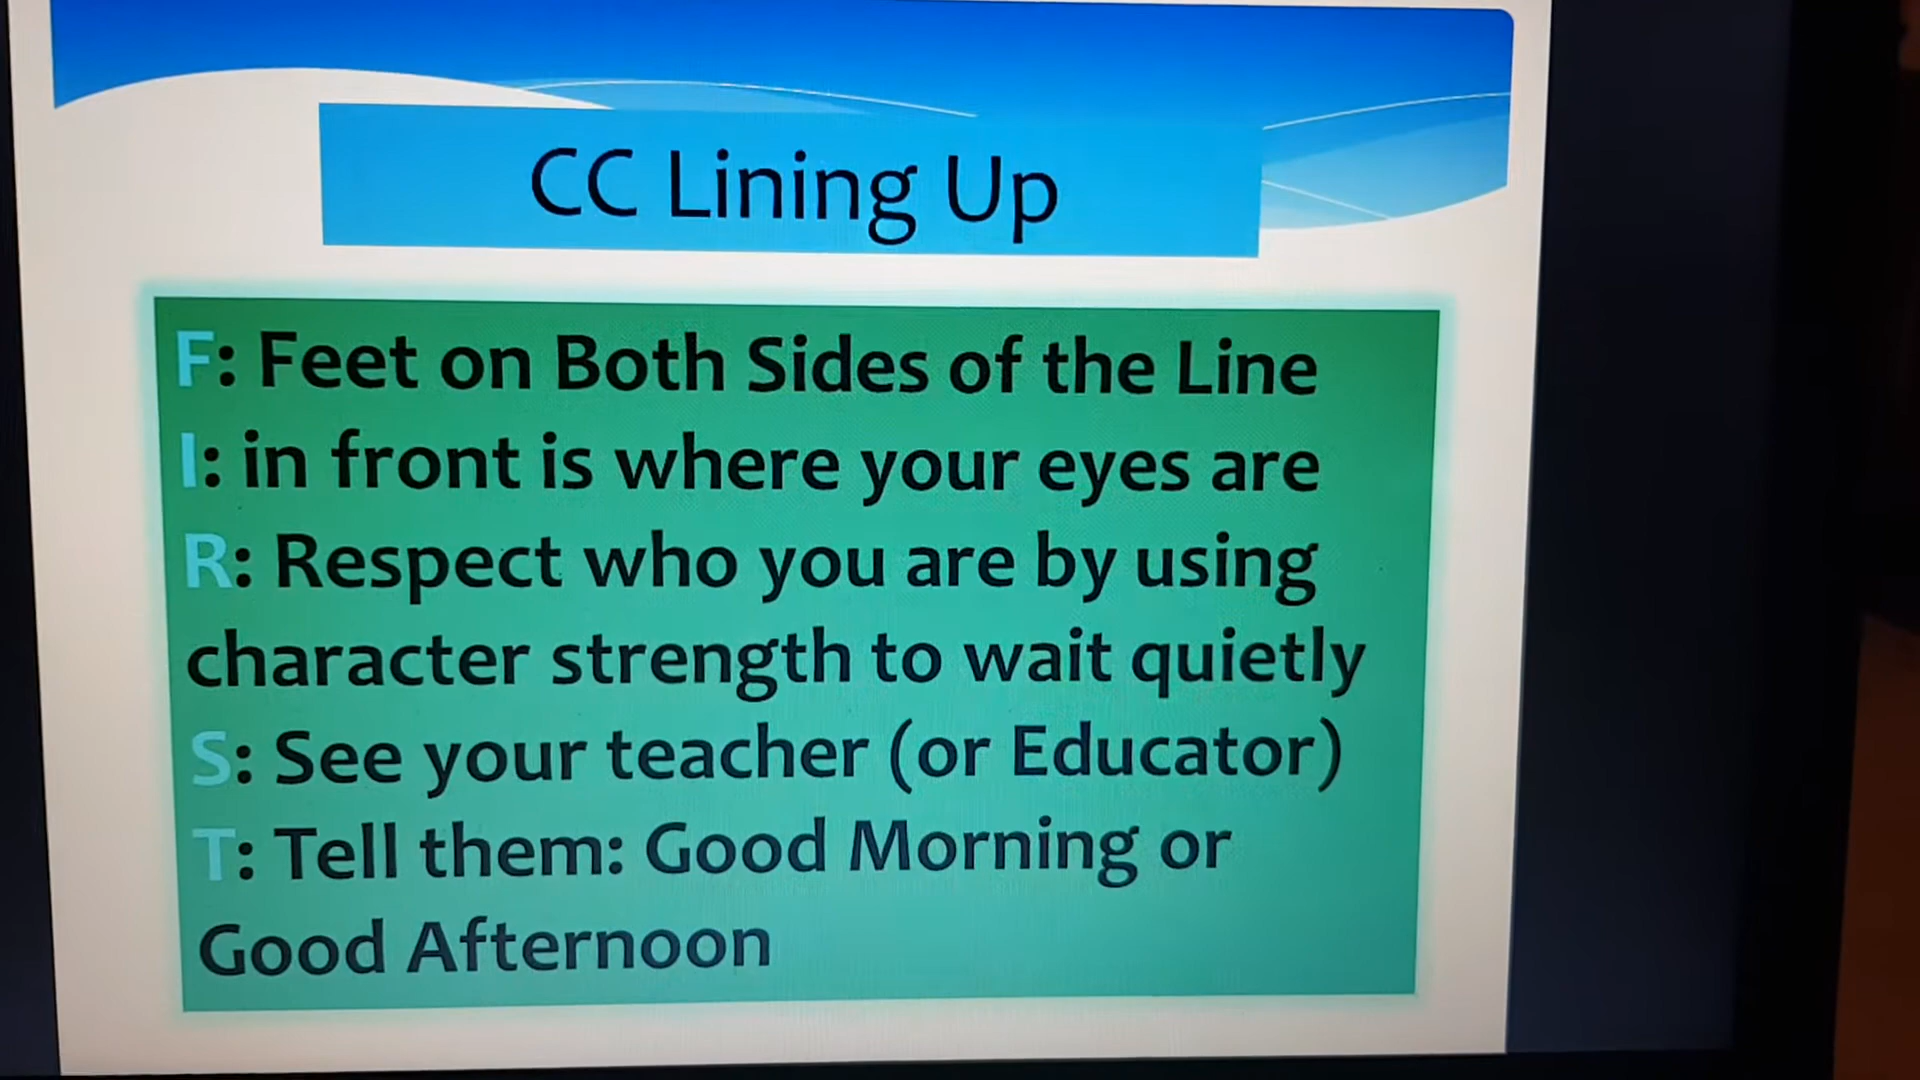 CC Lining Up
F: Feet on Both Sides of the Line
I: in front is where your eyes are
R: Respect who you are by using
character strength to wait quietly
S: See your teacher (or Educator)
T: Tell them: Good Morning or
Good Afternoon